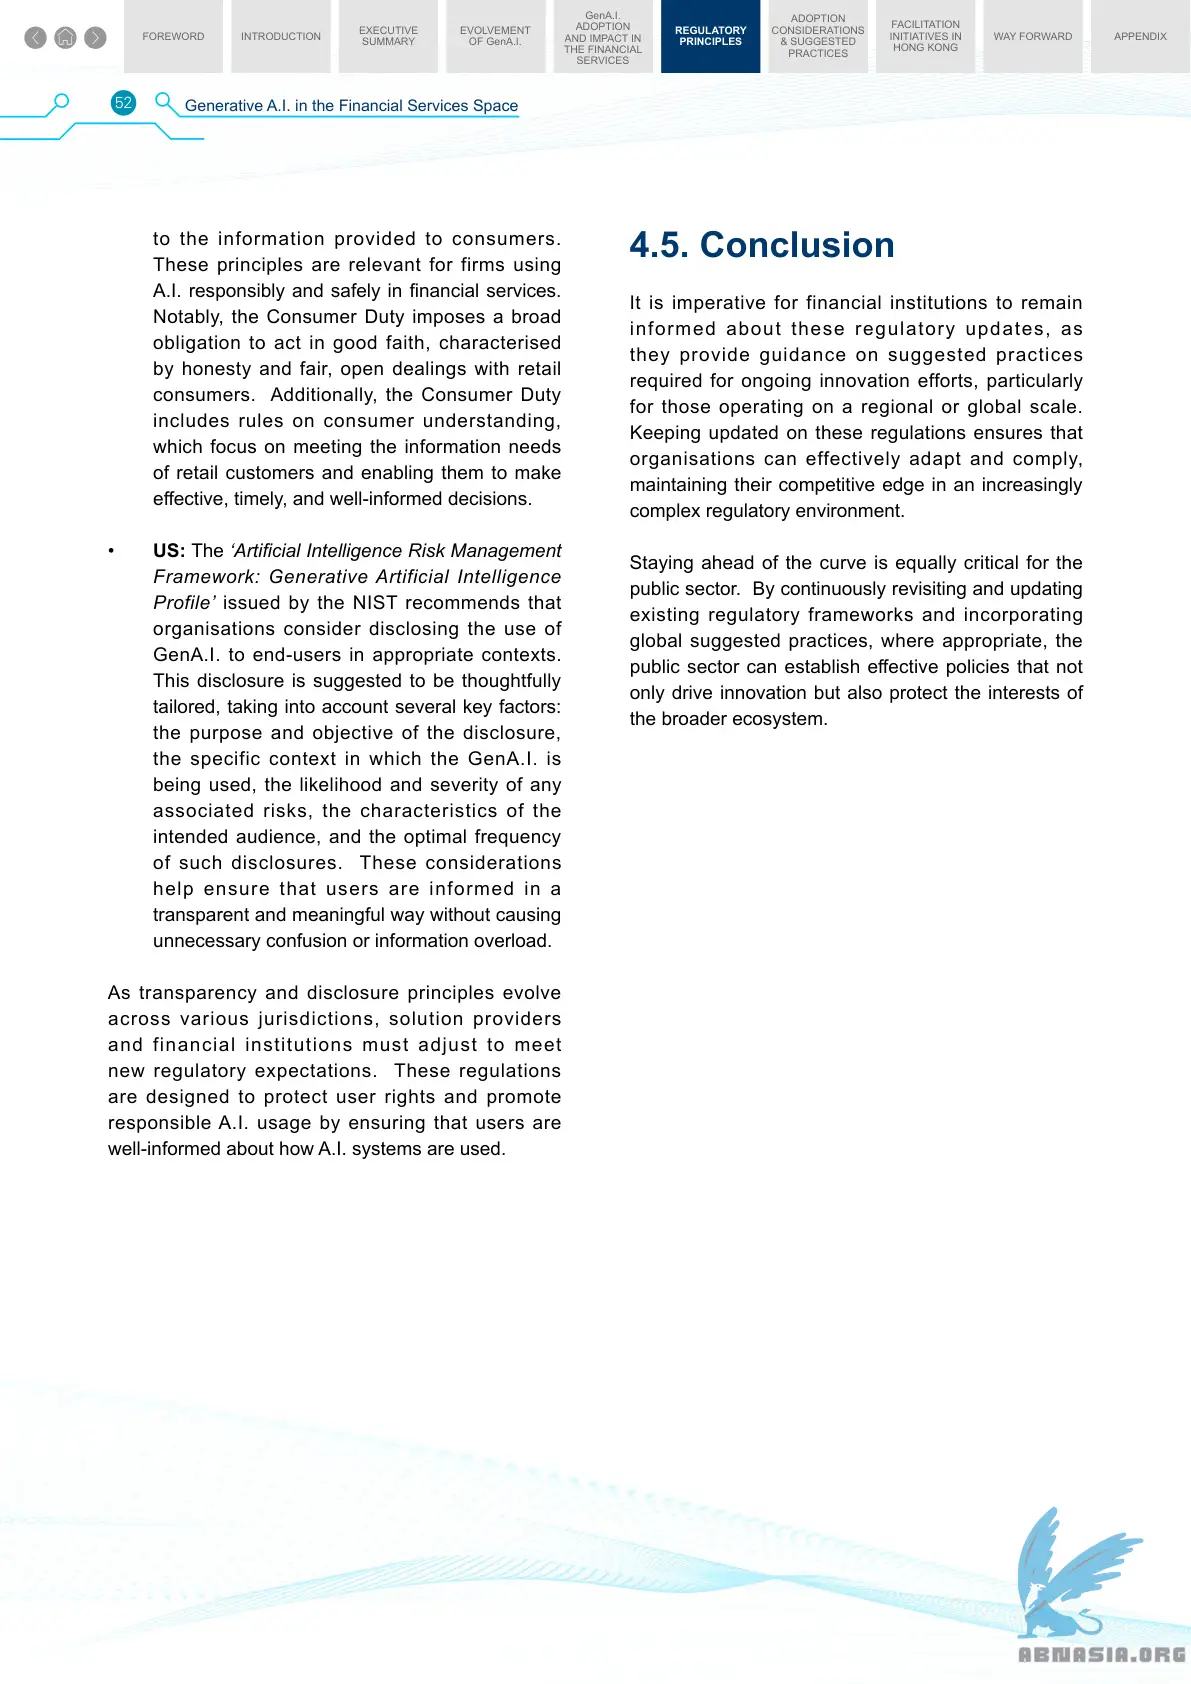 FOREWORD
INTRODUCTION
EXECUTIVE
SUMMARY
EVOLVEMENT
OF GenA.I.
GenA.I.
ADOPTION
AND IMPACT IN
THE FINANCIAL
SERVICES
REGULATORY
PRINCIPLES
ADOPTION
CONSIDERATIONS
& SUGGESTED
PRACTICES
FACILITATION
INITIATIVES IN
HONG KONG
WAY FORWARD
APPENDIX
52
Generative A.I. in the Financial Services Space
to the information provided to consumers.
These principles are relevant for firms using
A.I. responsibly and safely in financial services.
Notably, the Consumer Duty imposes a broad
obligation to act in good faith, characterised
by honesty and fair, open dealings with retail
consumers. Additionally, the Consumer Duty
includes rules on consumer understanding,
which focus on meeting the information needs
of retail customers and enabling them to make
effective, timely, and well-informed decisions.
• US: The ‘Artificial Intelligence Risk Management
Framework: Generative Artificial Intelligence
Profile’ issued by the NIST recommends that
organisations consider disclosing the use of
GenA.I. to end-users in appropriate contexts.
This disclosure is suggested to be thoughtfully
tailored, taking into account several key factors:
the purpose and objective of the disclosure,
the specific context in which the GenA.I. is
being used, the likelihood and severity of any
associated risks, the characteristics of the
intended audience, and the optimal frequency
of such disclosures. These considerations
help ensure that users are informed in a
transparent and meaningful way without causing
unnecessary confusion or information overload.
As transparency and disclosure principles evolve
across various jurisdictions, solution providers
and financial institutions must adjust to meet
new regulatory expectations. These regulations
are designed to protect user rights and promote
responsible A.I. usage by ensuring that users are
well-informed about how A.I. systems are used.
4.5. Conclusion
It is imperative for financial institutions to remain
informed about these regulatory updates, as
they provide guidance on suggested practices
required for ongoing innovation efforts, particularly
for those operating on a regional or global scale.
Keeping updated on these regulations ensures that
organisations can effectively adapt and comply,
maintaining their competitive edge in an increasingly
complex regulatory environment.
Staying ahead of the curve is equally critical for the
public sector. By continuously revisiting and updating
existing regulatory frameworks and incorporating
global suggested practices, where appropriate, the
public sector can establish effective policies that not
only drive innovation but also protect the interests of
the broader ecosystem.
ABNASIA.ORG